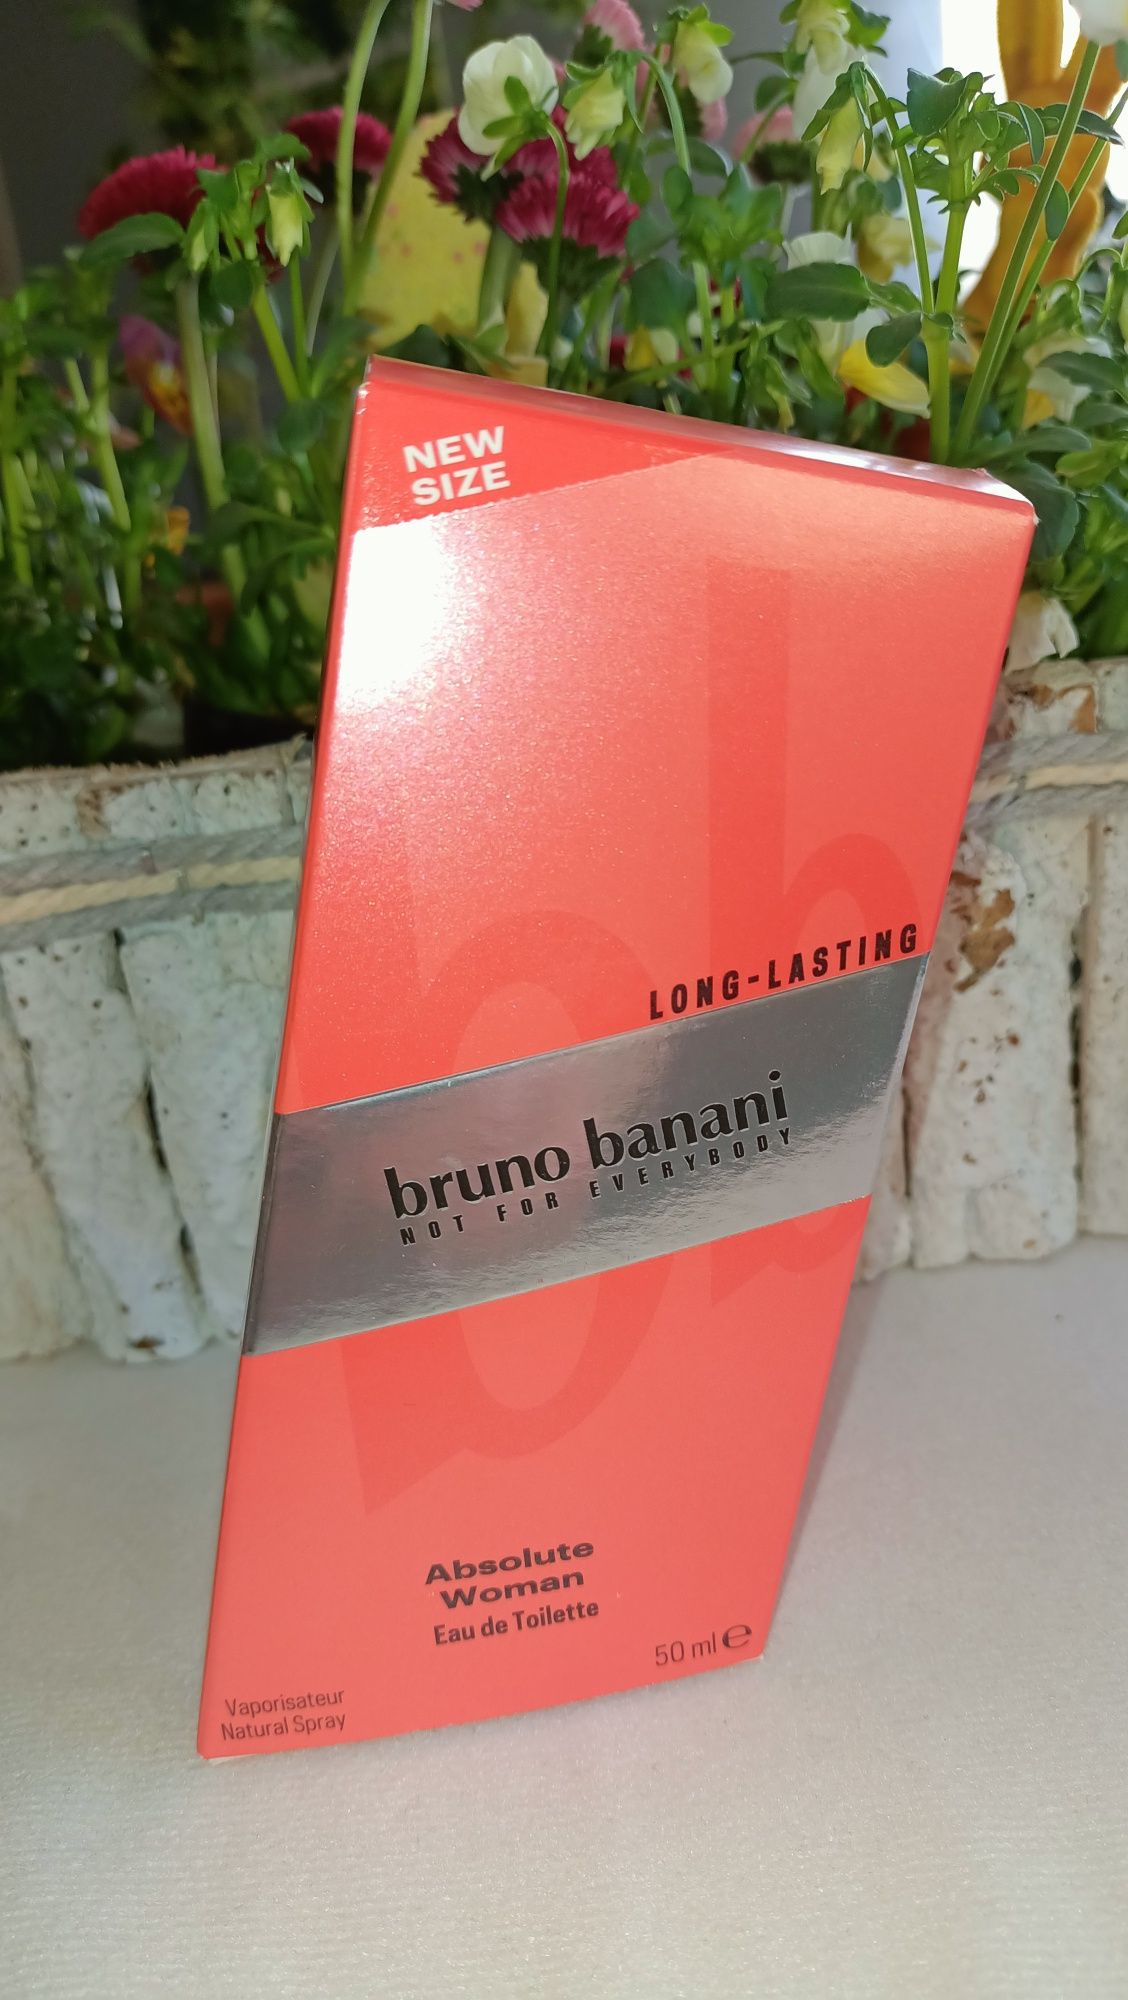 NEW
SIZE
LONG-LASTING
bruno banani
NOT FOR EVERYBODY
Absolute
Woman
Eau de Toilette
50 ml ℮
Vaporisateur
Natural Spray